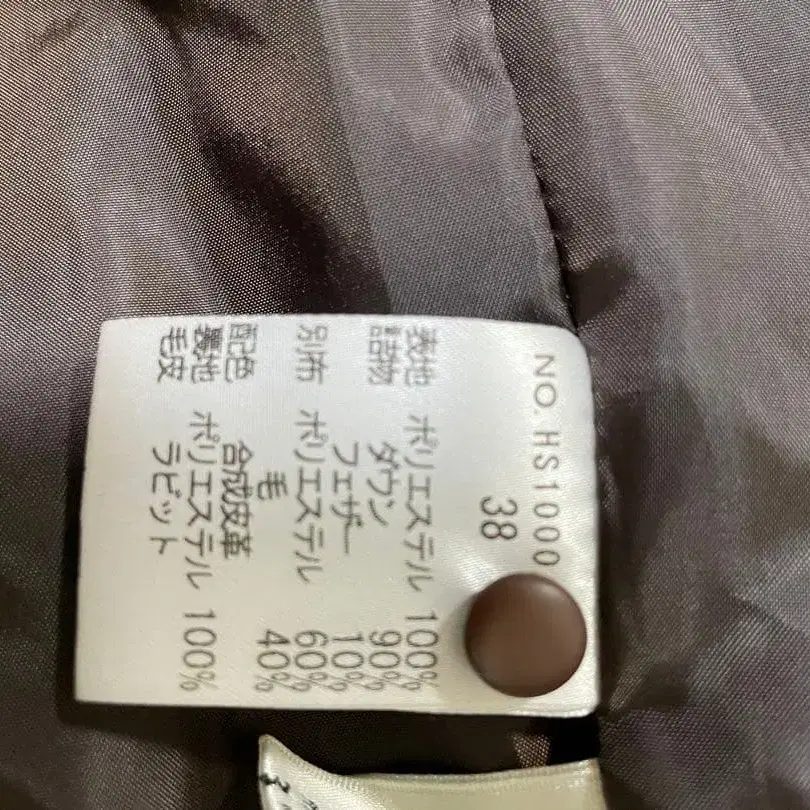 NO. HS1000
38
表地 ポリエステル 100%
詰物 ダウン 90%
フェザー 10%
別布 ポリエステル 60%
毛 40%
配色 合成皮革
裏地 ポリエステル 100%
毛皮 ラビット